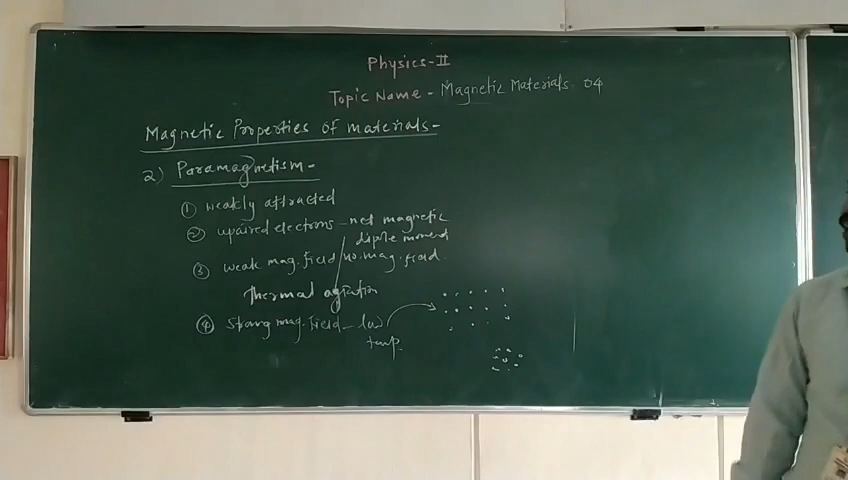 Physics-II
Topic Name - Magnetic Materials 04
Magnetic Properties of materials-
2) Paramagnetism-
① weakly attracted
② upaired electrons - net magnetic
dipole moment
③ weak mag. field / no. mag. field.
Thermal agitation
④ Strong mag. field - low
temp.